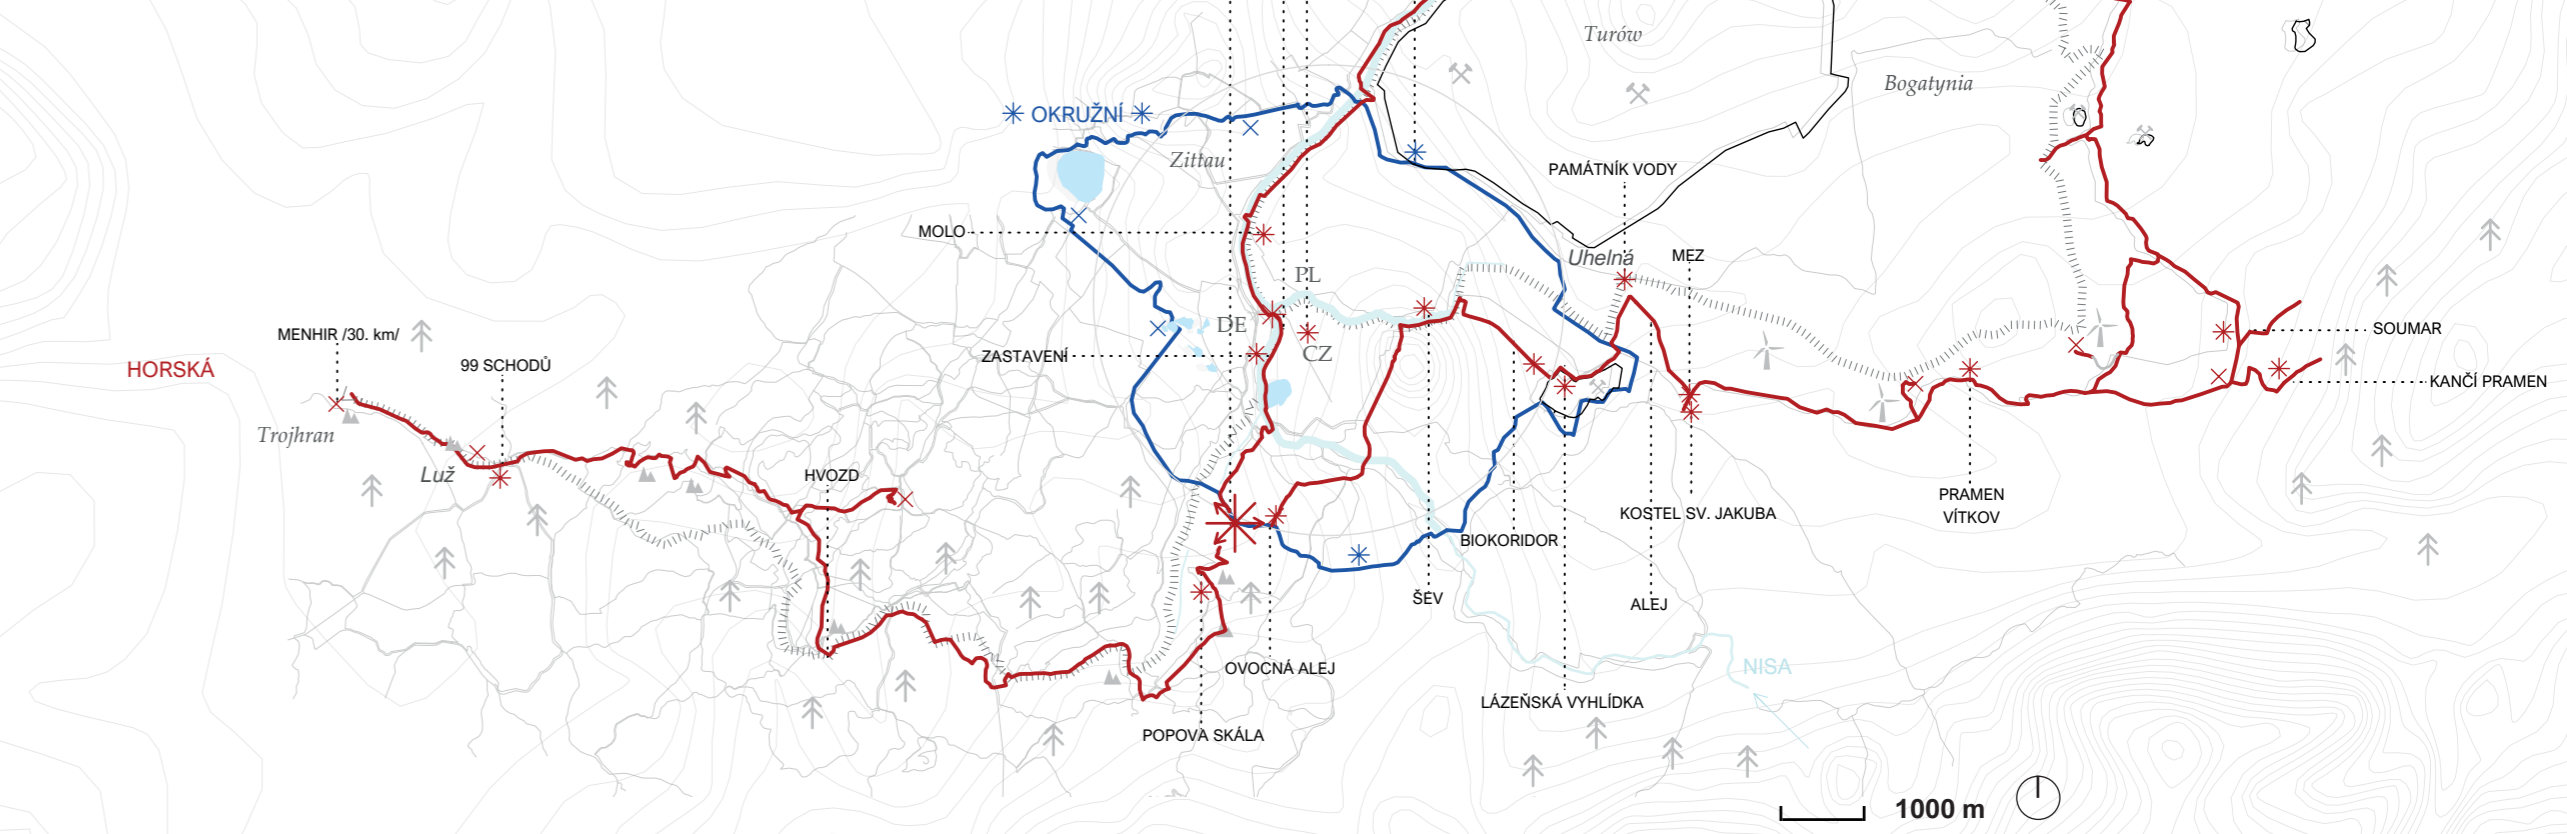 Turów
Bogatynia
OKRUŽNÍ
Zittau
PAMÁTNÍK VODY
MOLO
Uhelná
MEZ
PL
DE
CZ
MENHIR /30. km/
99 SCHODŮ
ZASTAVENÍ
SOUMAR
HORSKÁ
KANČÍ PRAMEN
Trojhran
Luž
HVOZD
PRAMEN
VÍTKOV
KOSTEL SV. JAKUBA
BIOKORIDOR
ŠEV
ALEJ
OVOCNÁ ALEJ
NISA
LÁZEŇSKÁ VYHLÍDKA
POPOVA SKÁLA
1000 m